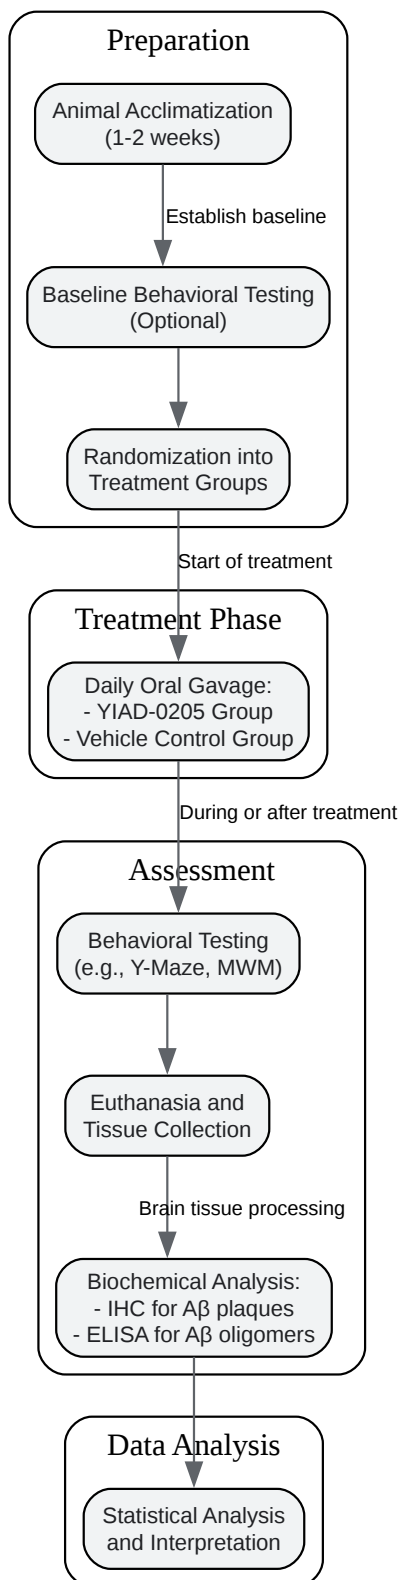 Preparation
Animal Acclimatization
(1-2 weeks)
Establish baseline
Baseline Behavioral Testing
(Optional)
Randomization into
Treatment Groups
Start of treatment
Treatment Phase
Daily Oral Gavage:
- YIAD-0205 Group
- Vehicle Control Group
During or after treatment
Assessment
Behavioral Testing
(e.g., Y-Maze, MWM)
Euthanasia and
Tissue Collection
Brain tissue processing
Biochemical Analysis:
- IHC for Aβ plaques
- ELISA for Aβ oligomers
Data Analysis
Statistical Analysis
and Interpretation